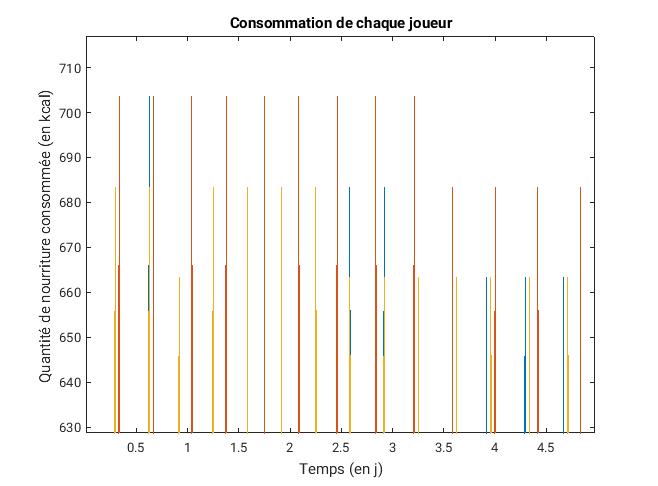 Consommation de chaque joueur
Quantité de nourriture consommée (en kcal)
710
700
690
680
670
660
650
640
630
0.5 1 1.5 2 2.5 3 3.5 4 4.5
Temps (en j)